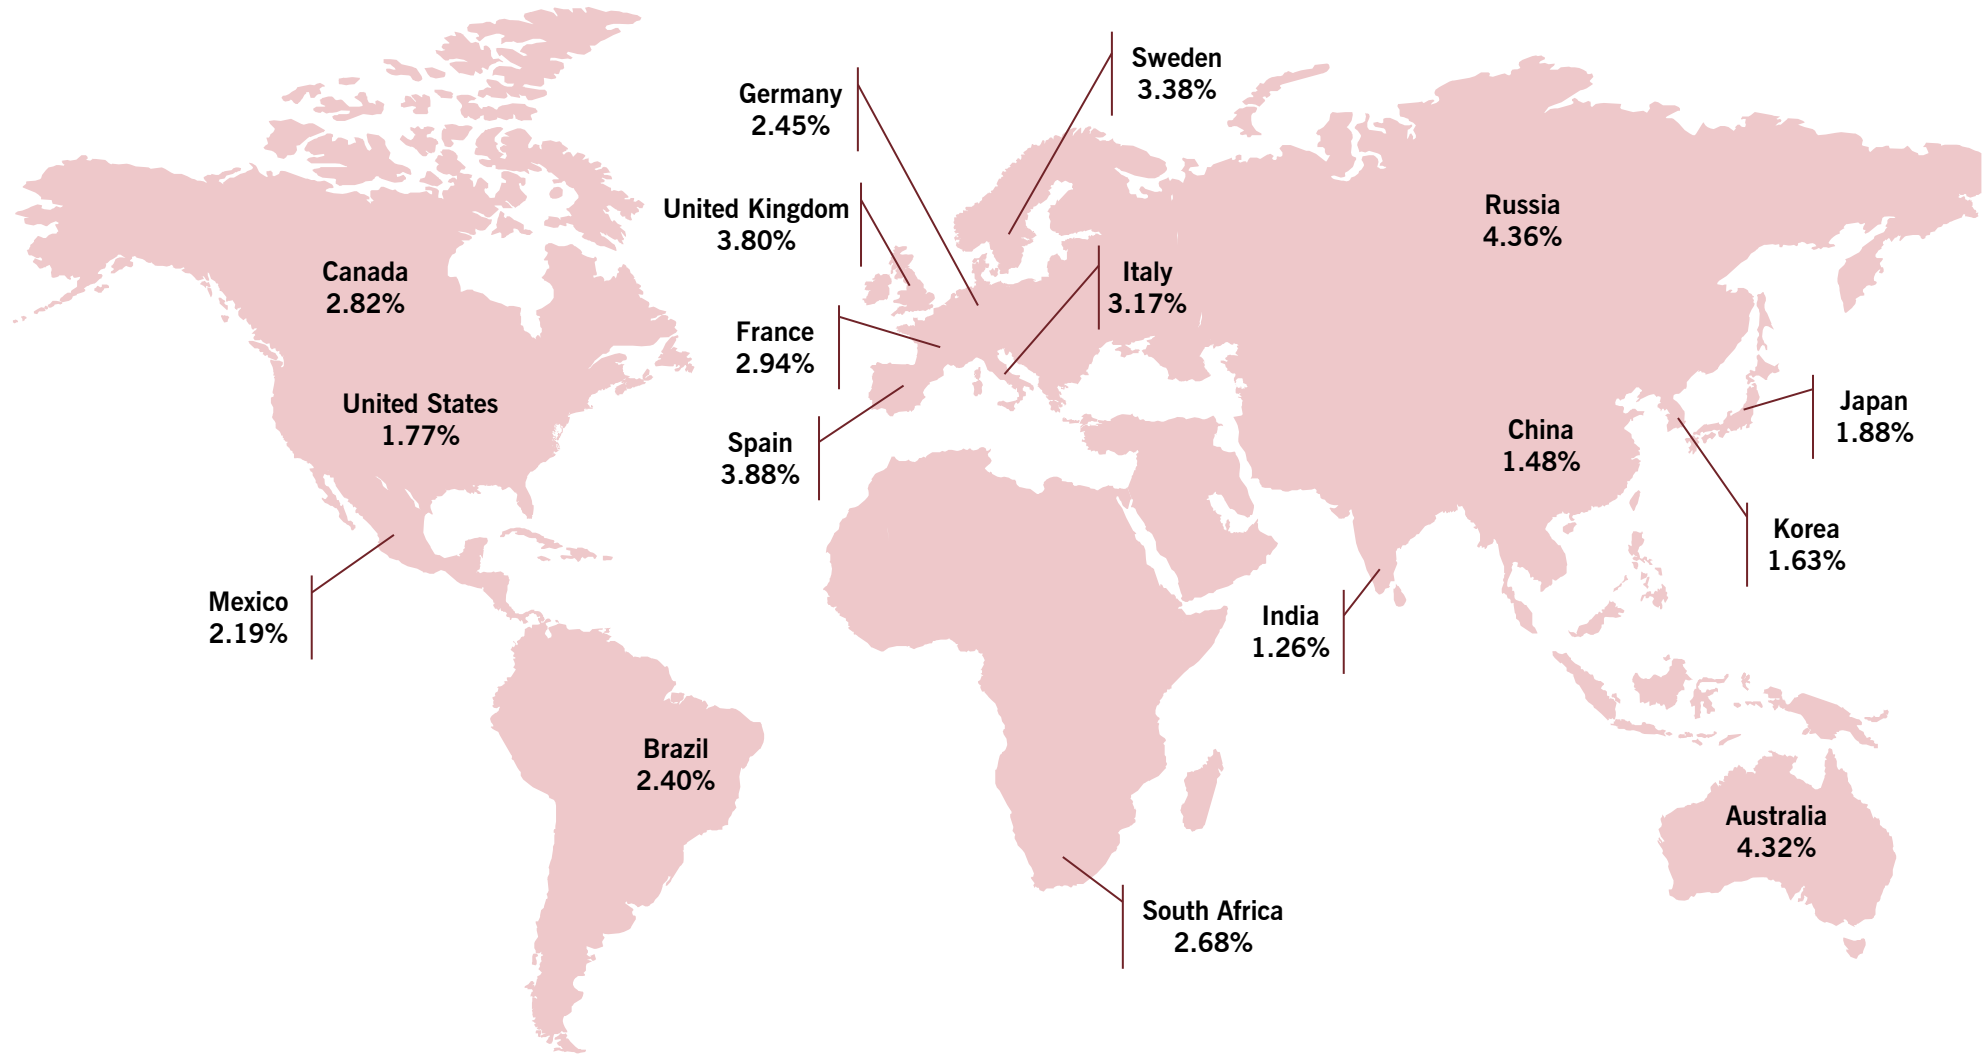 Sweden
3.38%
Germany
2.45%
United Kingdom
3.80%
Russia
4.36%
Canada
2.82%
Italy
3.17%
France
2.94%
United States
1.77%
Spain
3.88%
China
1.48%
Japan
1.88%
Korea
1.63%
Mexico
2.19%
India
1.26%
Brazil
2.40%
Australia
4.32%
South Africa
2.68%